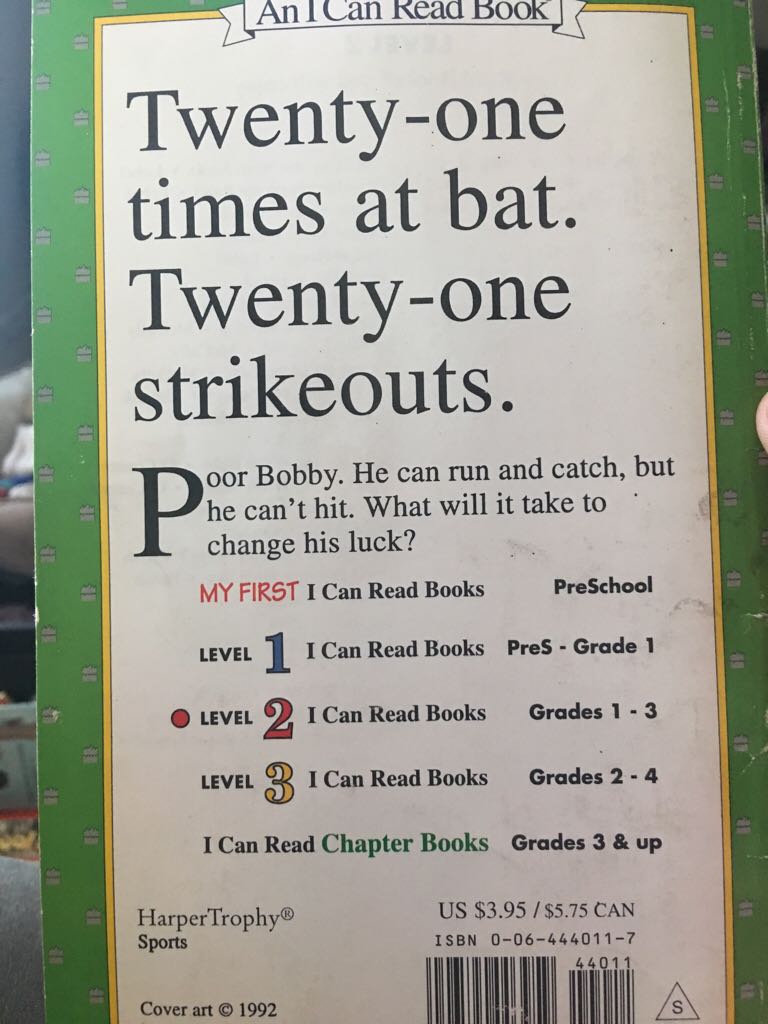 An I Can Read Book
Twenty-one
times at bat.
Twenty-one
strikeouts.
Poor Bobby. He can run and catch, but
he can't hit. What will it take to
change his luck?
MY FIRST I Can Read Books PreSchool
LEVEL 1 I Can Read Books PreS - Grade 1
LEVEL 2 I Can Read Books Grades 1 - 3
LEVEL 3 I Can Read Books Grades 2 - 4
I Can Read Chapter Books Grades 3 & up
HarperTrophy®
Sports
US $3.95 / $5.75 CAN
ISBN 0-06-444011-7
44011
S
Cover art © 1992